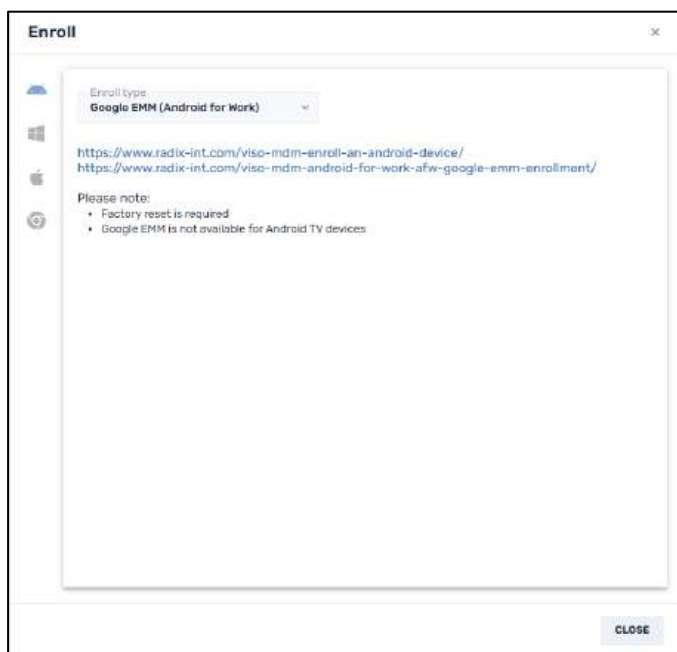 Enroll
Enroll type
Google EMM (Android for Work)
https://www.radix-int.com/viso-mdm-enroll-an-android-device/
https://www.radix-int.com/viso-mdm-android-for-work-afw-google-emm-enrollment/
Please note:
• Factory reset is required
• Google EMM is not available for Android TV devices
CLOSE